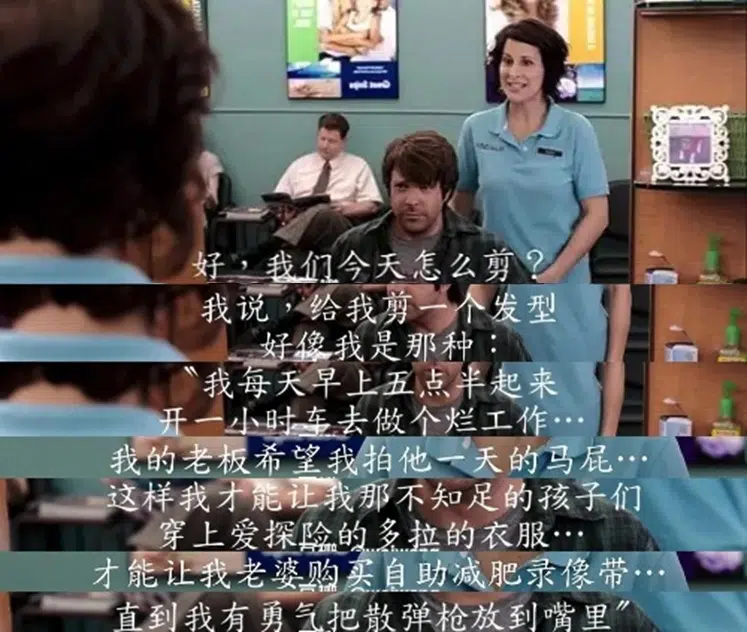 Great Snips
好，我们今天怎么剪？
我说，给我剪一个发型
好像我是那种：
"我每天早上五点半起来
开一小时车去做个烂工作…
我的老板希望我拍他一天的马屁…
这样我才能让我那不知足的孩子们
穿上爱探险的多拉的衣服…
才能让我老婆购买自助减肥录像带…
直到我有勇气把散弹枪放到嘴里"